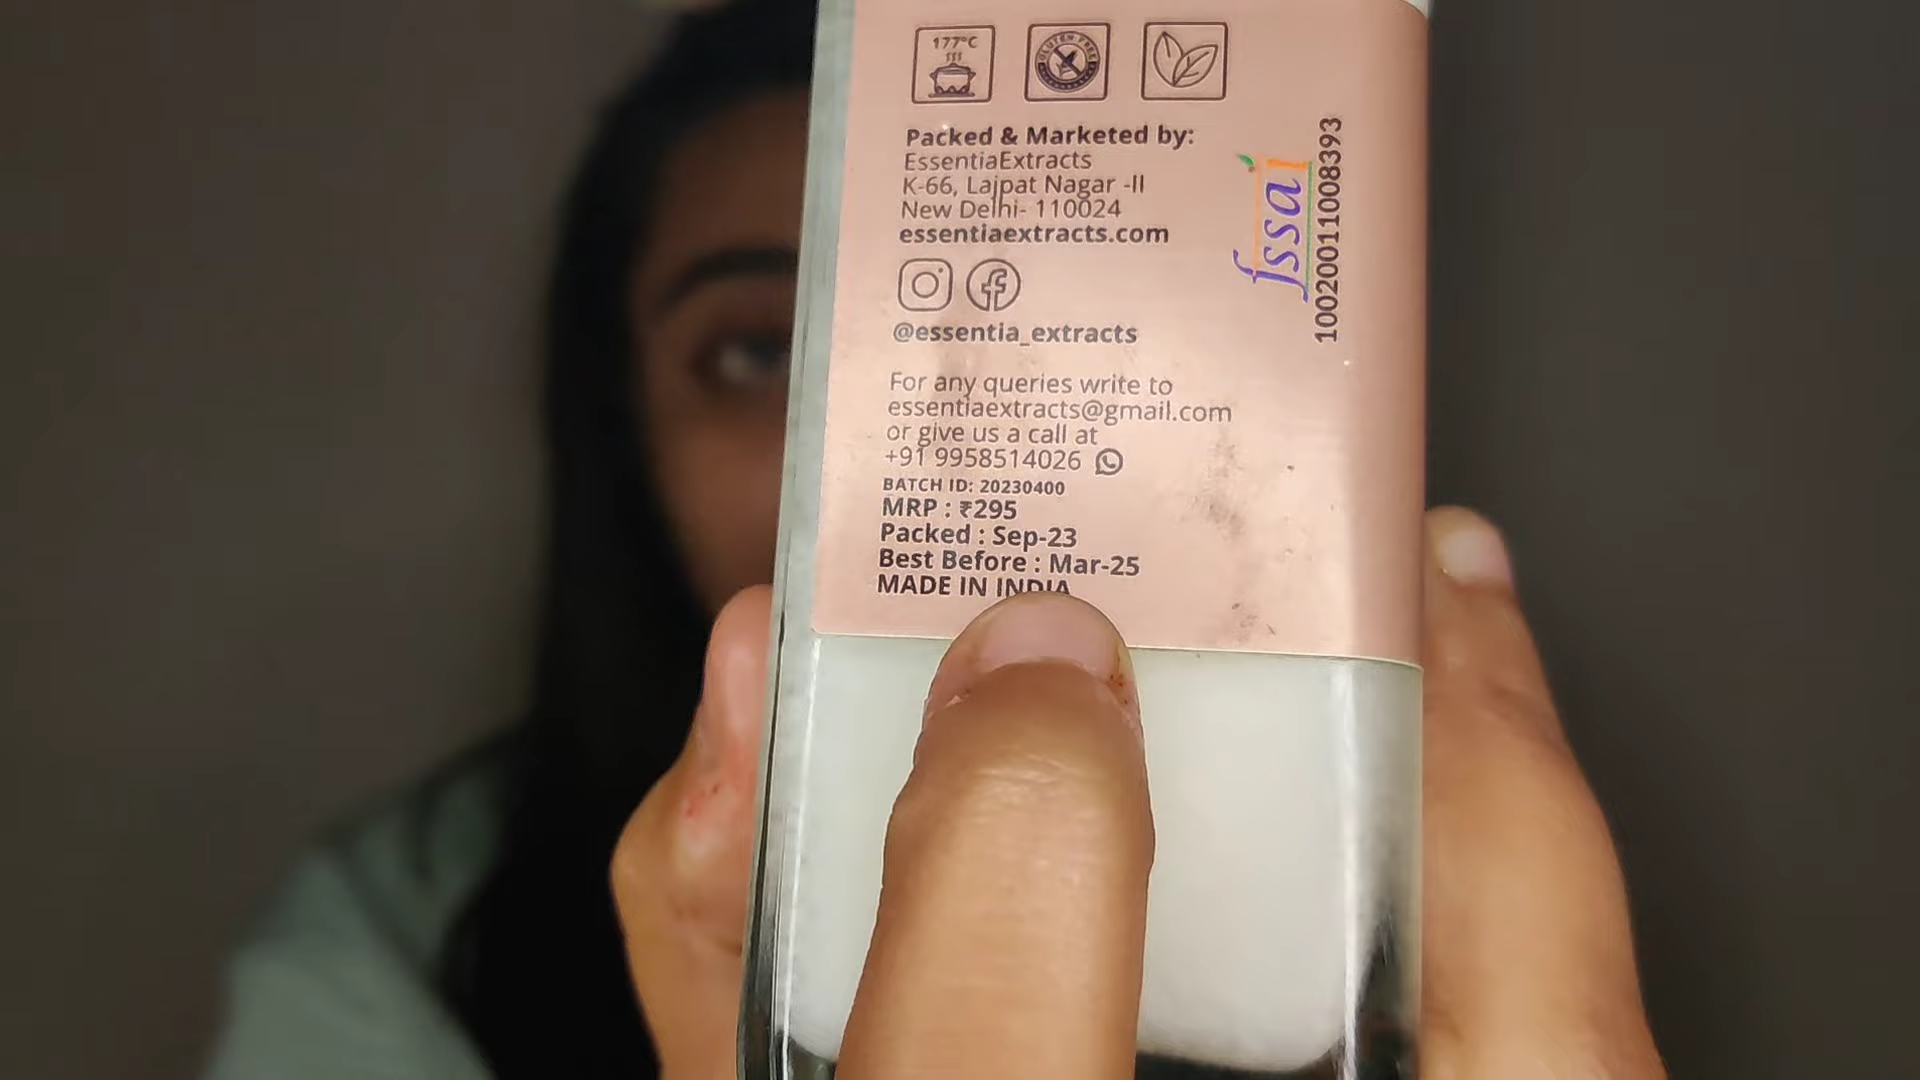 177°C
GLUTEN FREE
Packed & Marketed by:
EssentiaExtracts
K-66, Lajpat Nagar -II
New Delhi- 110024
essentiaextracts.com
@essentia_extracts
For any queries write to
essentiaextracts@gmail.com
or give us a call at
+91 9958514026
BATCH ID: 20230400
MRP : ₹295
Packed : Sep-23
Best Before : Mar-25
MADE IN INDIA
fssai
10020011008393